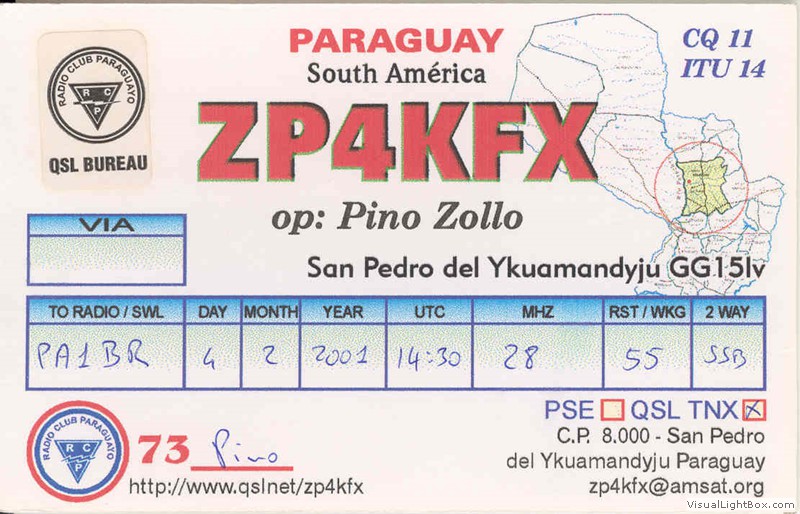 PARAGUAY
South América
CQ 11
ITU 14
RADIO CLUB PARAGUAYO
R C P
QSL BUREAU
ZP4KFX
op: Pino Zollo
VIA
San Pedro del Ykuamandyju GG15lv
TO RADIO / SWL DAY MONTH YEAR UTC MHZ RST / WKG 2 WAY
PA1BR 4 2 2001 14:30 28 55 SSB
PSE QSL TNX X
RADIO CLUB PARAGUAYO
R C P
73 Pino
C.P. 8.000 - San Pedro
del Ykuamandyju Paraguay
http://www.qslnet/zp4kfx
zp4kfx@amsat.org
VisualLightBox.com